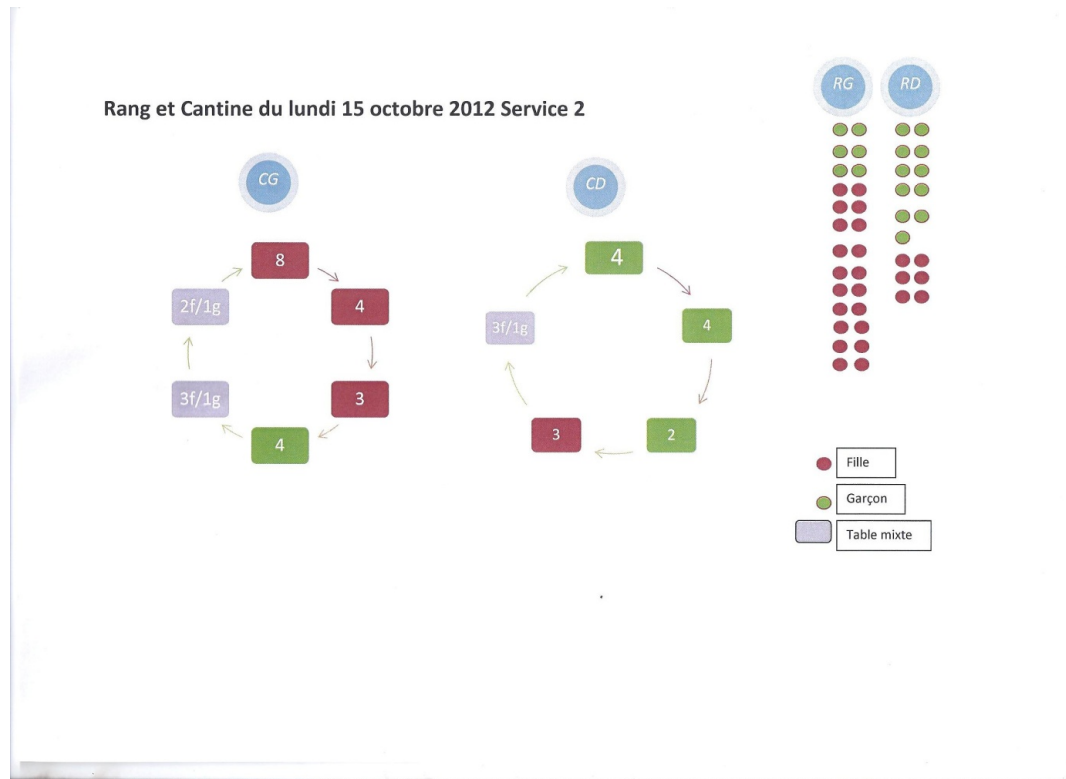 RG RD
Rang et Cantine du lundi 15 octobre 2012 Service 2
CG
CD
8
4
3
4
3f/1g
2f/1g
4
4
2
3
3f/1g
Fille
Garçon
Table mixte